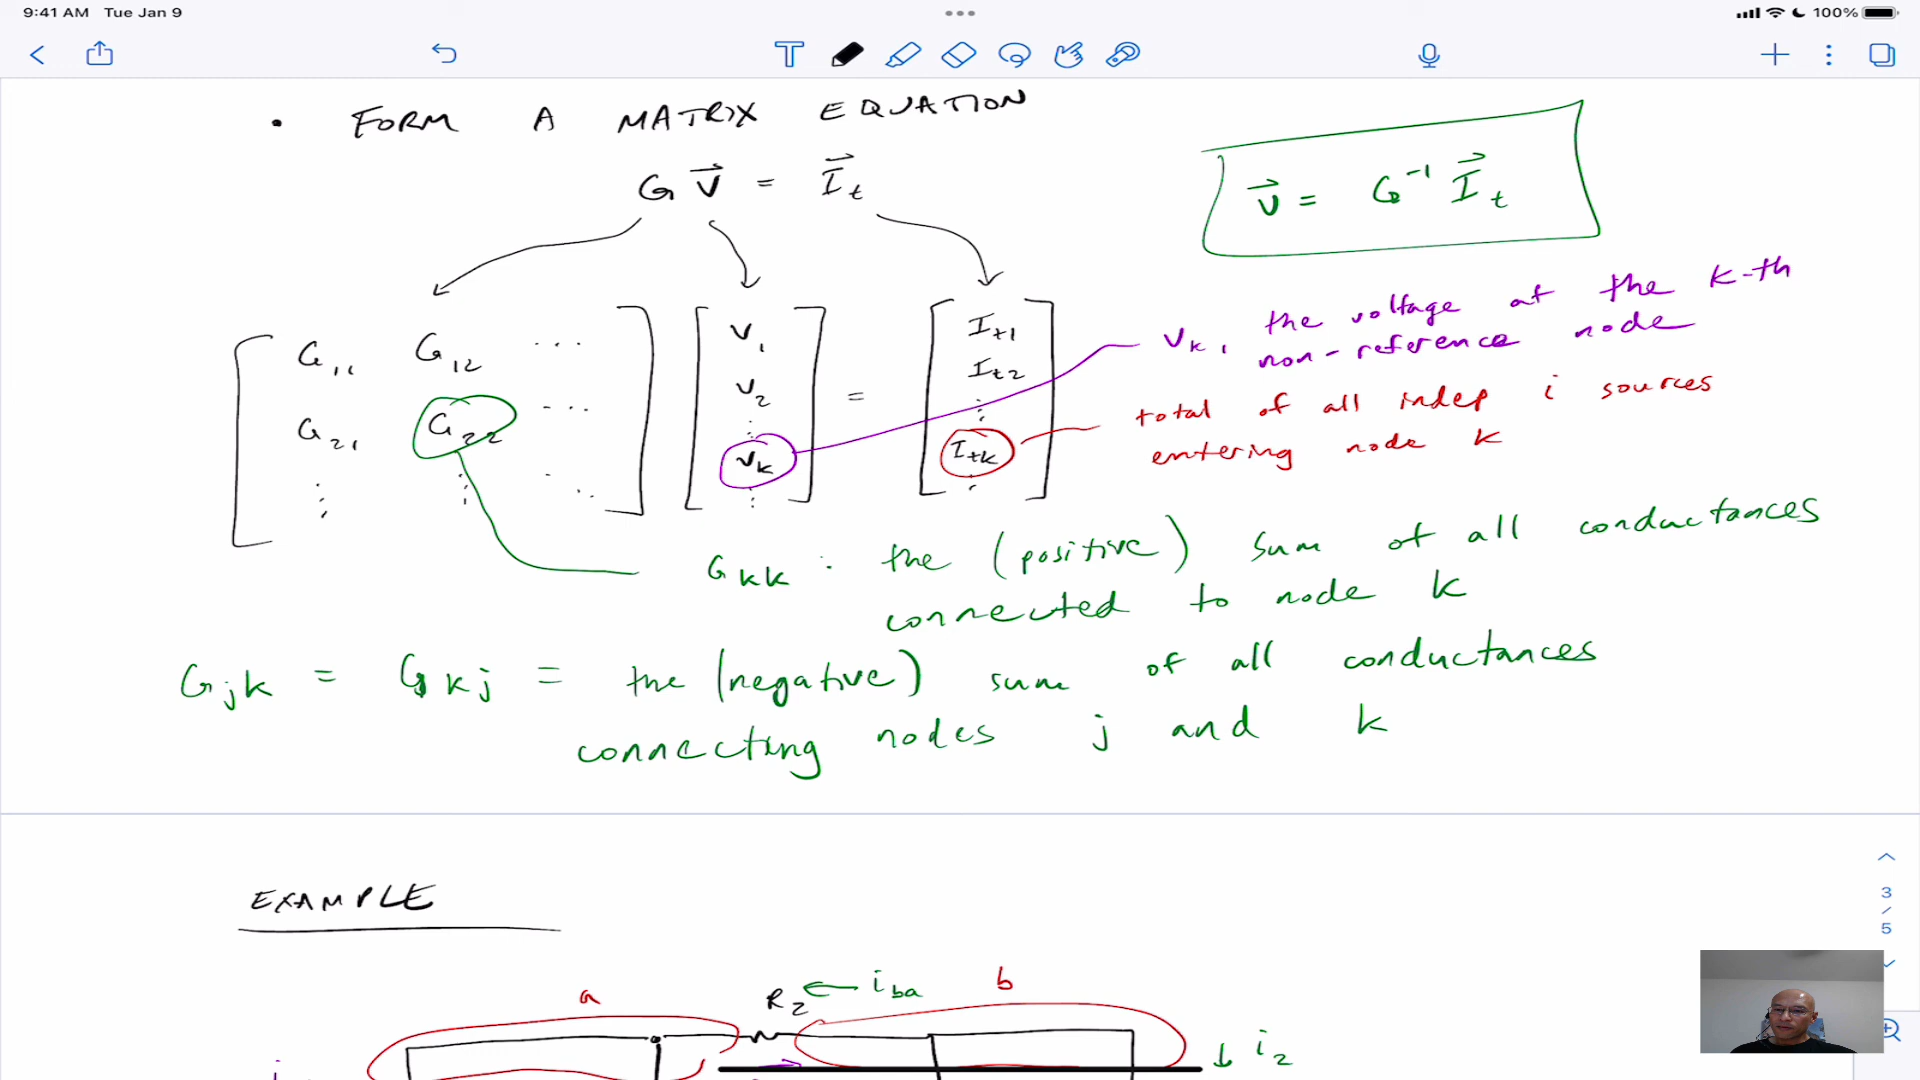 9:41 AM Tue Jan 9
100%
• FORM A MATRIX EQUATION
G v⃗ = I⃗t
v⃗ = G⁻¹ I⃗t
[G11 G12 ...
G21 G22 ...
⋮ ⋮ ⋱]
[v1
v2
⋮
vk
⋮]
=
[It1
It2
⋮
Itk
⋮]
vk, the voltage at the k-th
non-reference node
total of all indep i sources
entering node k
Gkk : the (positive) sum of all conductances
connected to node k
Gjk = Gkj = the (negative) sum of all conductances
connecting nodes j and k
3
/
5
EXAMPLE
a
R2 ← iba
b
↓ i2